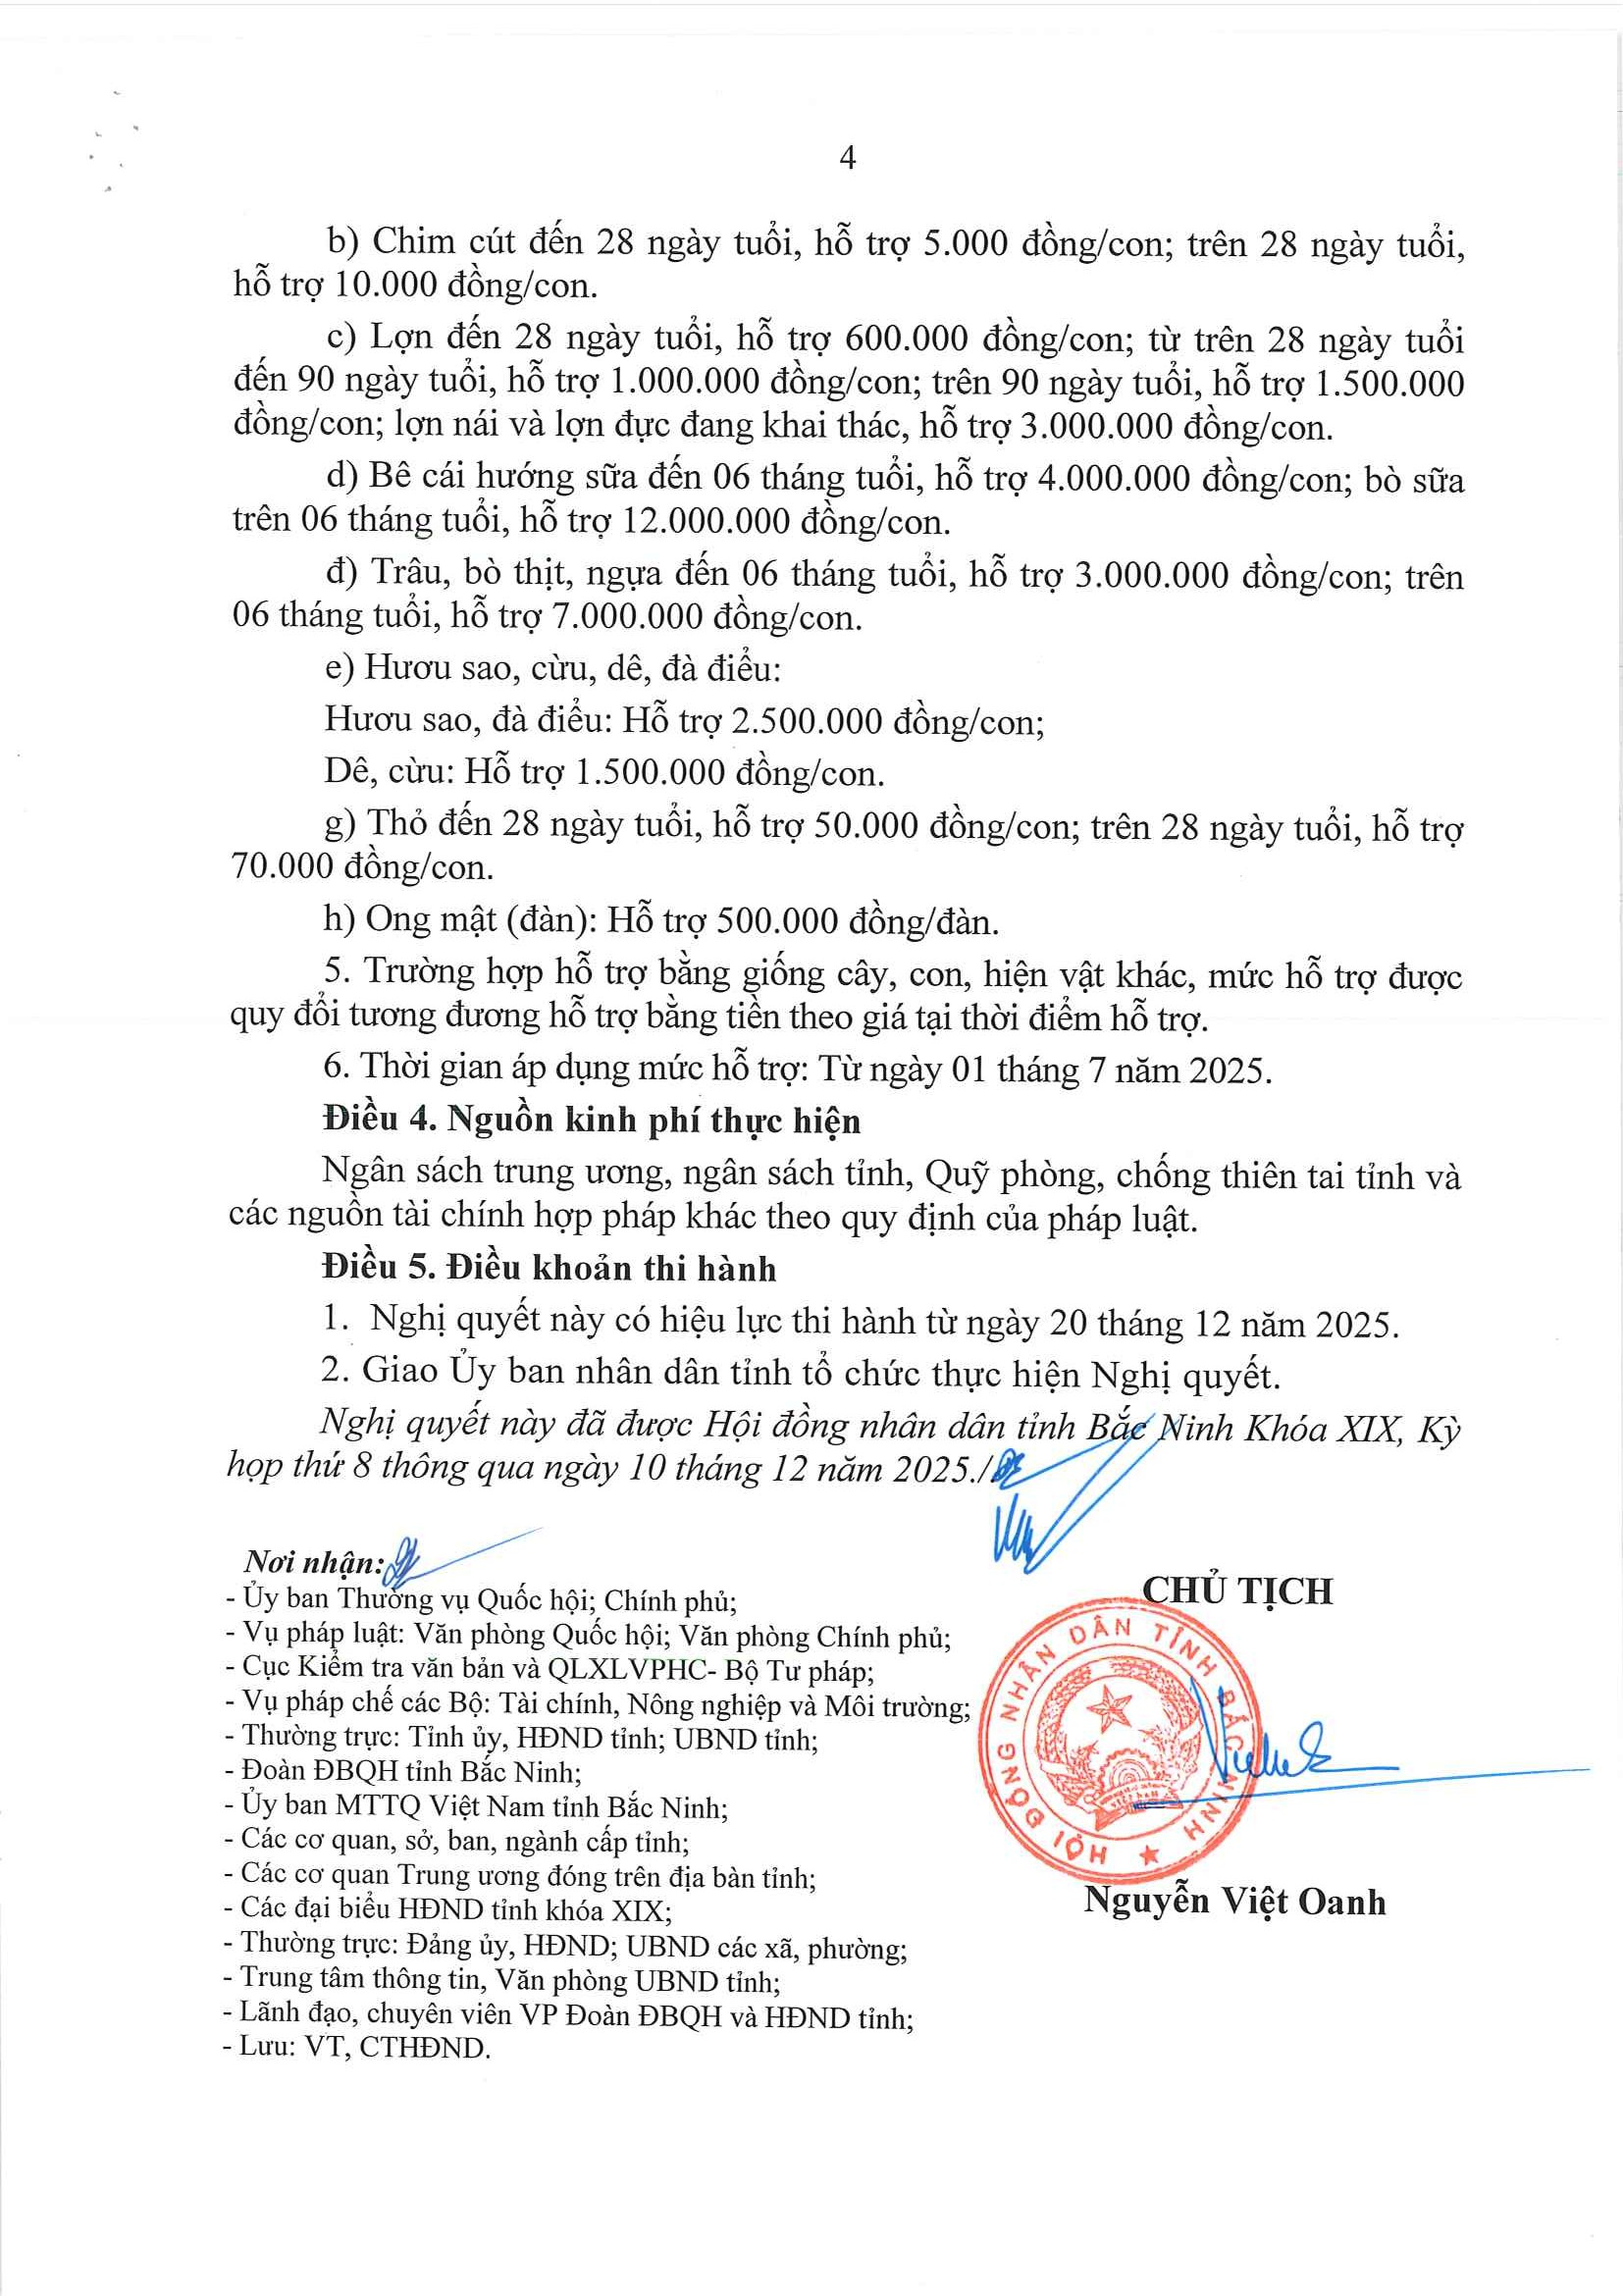 4
b) Chim cút đến 28 ngày tuổi, hỗ trợ 5.000 đồng/con; trên 28 ngày tuổi,
hỗ trợ 10.000 đồng/con.
c) Lợn đến 28 ngày tuổi, hỗ trợ 600.000 đồng/con; từ trên 28 ngày tuổi
đến 90 ngày tuổi, hỗ trợ 1.000.000 đồng/con; trên 90 ngày tuổi, hỗ trợ 1.500.000
đồng/con; lợn nái và lợn đực đang khai thác, hỗ trợ 3.000.000 đồng/con.
d) Bê cái hướng sữa đến 06 tháng tuổi, hỗ trợ 4.000.000 đồng/con; bò sữa
trên 06 tháng tuổi, hỗ trợ 12.000.000 đồng/con.
đ) Trâu, bò thịt, ngựa đến 06 tháng tuổi, hỗ trợ 3.000.000 đồng/con; trên
06 tháng tuổi, hỗ trợ 7.000.000 đồng/con.
e) Hươu sao, cừu, dê, đà điểu:
Hươu sao, đà điểu: Hỗ trợ 2.500.000 đồng/con;
Dê, cừu: Hỗ trợ 1.500.000 đồng/con.
g) Thỏ đến 28 ngày tuổi, hỗ trợ 50.000 đồng/con; trên 28 ngày tuổi, hỗ trợ
70.000 đồng/con.
h) Ong mật (đàn): Hỗ trợ 500.000 đồng/đàn.
5. Trường hợp hỗ trợ bằng giống cây, con, hiện vật khác, mức hỗ trợ được
quy đổi tương đương hỗ trợ bằng tiền theo giá tại thời điểm hỗ trợ.
6. Thời gian áp dụng mức hỗ trợ: Từ ngày 01 tháng 7 năm 2025.
Điều 4. Nguồn kinh phí thực hiện
Ngân sách trung ương, ngân sách tỉnh, Quỹ phòng, chống thiên tai tỉnh và
các nguồn tài chính hợp pháp khác theo quy định của pháp luật.
Điều 5. Điều khoản thi hành
1. Nghị quyết này có hiệu lực thi hành từ ngày 20 tháng 12 năm 2025.
2. Giao Ủy ban nhân dân tỉnh tổ chức thực hiện Nghị quyết.
Nghị quyết này đã được Hội đồng nhân dân tỉnh Bắc Ninh Khóa XIX, Kỳ
họp thứ 8 thông qua ngày 10 tháng 12 năm 2025./.
Nơi nhận:
- Ủy ban Thường vụ Quốc hội; Chính phủ;
- Vụ pháp luật: Văn phòng Quốc hội; Văn phòng Chính phủ;
- Cục Kiểm tra văn bản và QLXLVPHC- Bộ Tư pháp;
- Vụ pháp chế các Bộ: Tài chính, Nông nghiệp và Môi trường;
- Thường trực: Tỉnh ủy, HĐND tỉnh; UBND tỉnh;
- Đoàn ĐBQH tỉnh Bắc Ninh;
- Ủy ban MTTQ Việt Nam tỉnh Bắc Ninh;
- Các cơ quan, sở, ban, ngành cấp tỉnh;
- Các cơ quan Trung ương đóng trên địa bàn tỉnh;
- Các đại biểu HĐND tỉnh khóa XIX;
- Thường trực: Đảng ủy, HĐND; UBND các xã, phường;
- Trung tâm thông tin, Văn phòng UBND tỉnh;
- Lãnh đạo, chuyên viên VP Đoàn ĐBQH và HĐND tỉnh;
- Lưu: VT, CTHĐND.
CHỦ TỊCH
HỘI ĐỒNG NHÂN DÂN TỈNH BẮC NINH
Nguyễn Việt Oanh